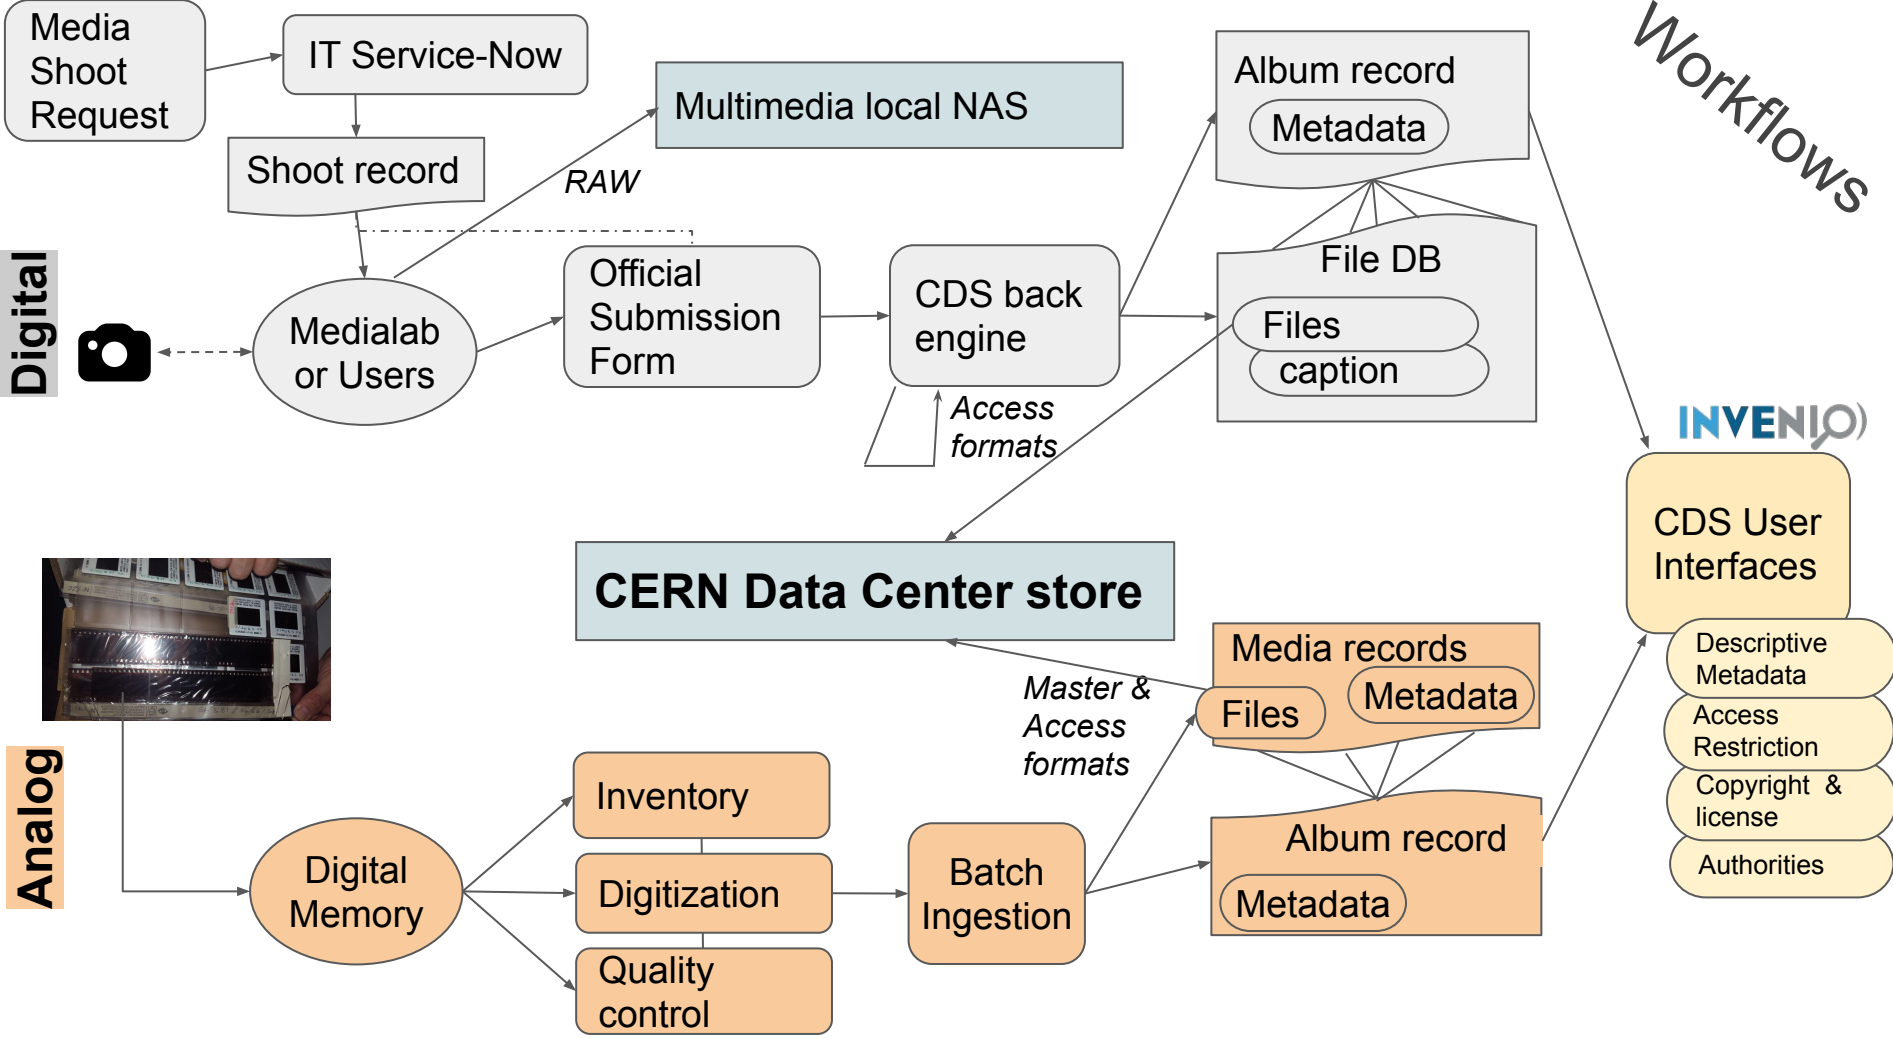 Workflows
Media
Shoot
Request
IT Service-Now
Shoot record
Multimedia local NAS
RAW
Album record
Metadata
Digital
Medialab
or Users
Official
Submission
Form
CDS back
engine
Access
formats
File DB
Files
caption
INVENIO
CDS User
Interfaces
Descriptive
Metadata
Access
Restriction
Copyright &
license
Authorities
CERN Data Center store
Media records
Files
Metadata
Master &
Access
formats
Analog
Digital
Memory
Inventory
Digitization
Quality
control
Batch
Ingestion
Album record
Metadata